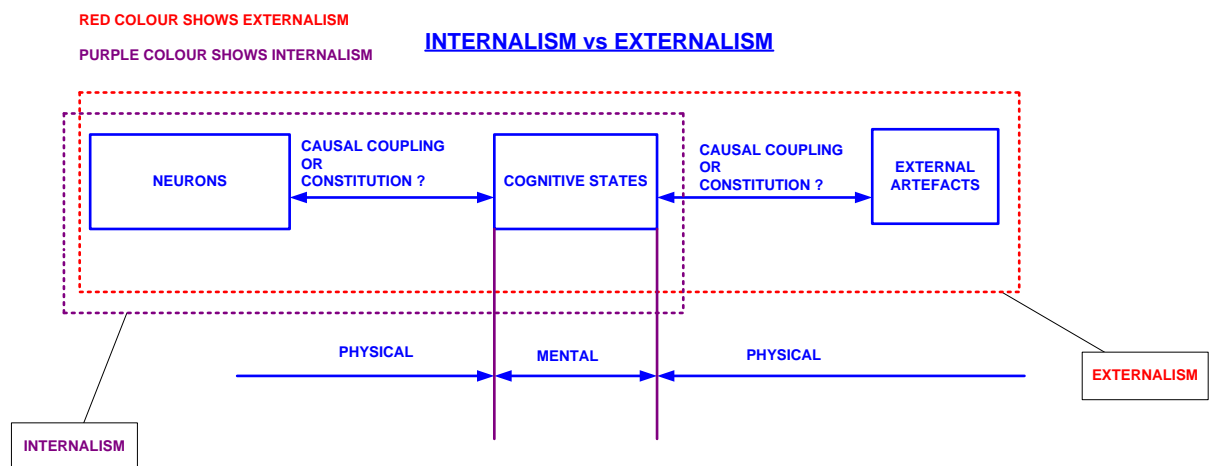 RED COLOUR SHOWS EXTERNALISM
PURPLE COLOUR SHOWS INTERNALISM
INTERNALISM vs EXTERNALISM
NEURONS
CAUSAL COUPLING
OR
CONSTITUTION ?
COGNITIVE STATES
CAUSAL COUPLING
OR
CONSTITUTION ?
EXTERNAL
ARTEFACTS
PHYSICAL
MENTAL
PHYSICAL
EXTERNALISM
INTERNALISM